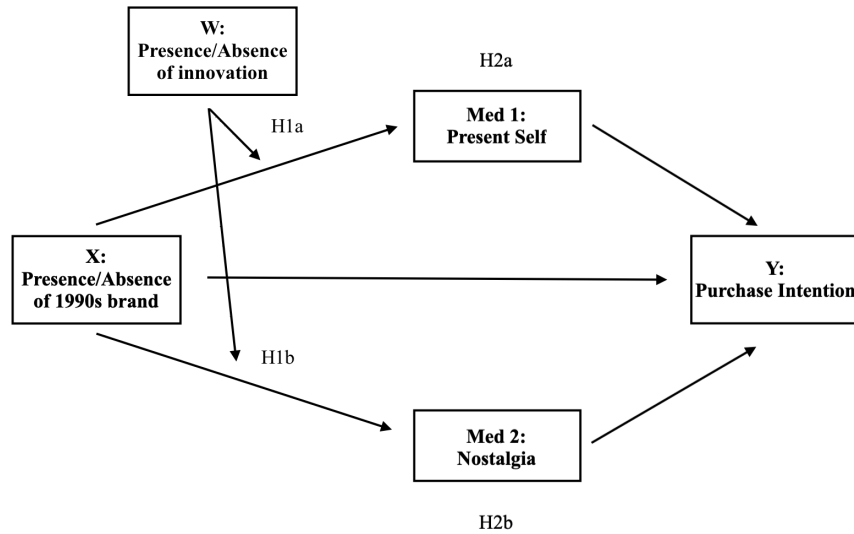 W:
Presence/Absence
of innovation
H2a
H1a
Med 1:
Present Self
X:
Presence/Absence
of 1990s brand
Y:
Purchase Intention
H1b
Med 2:
Nostalgia
H2b